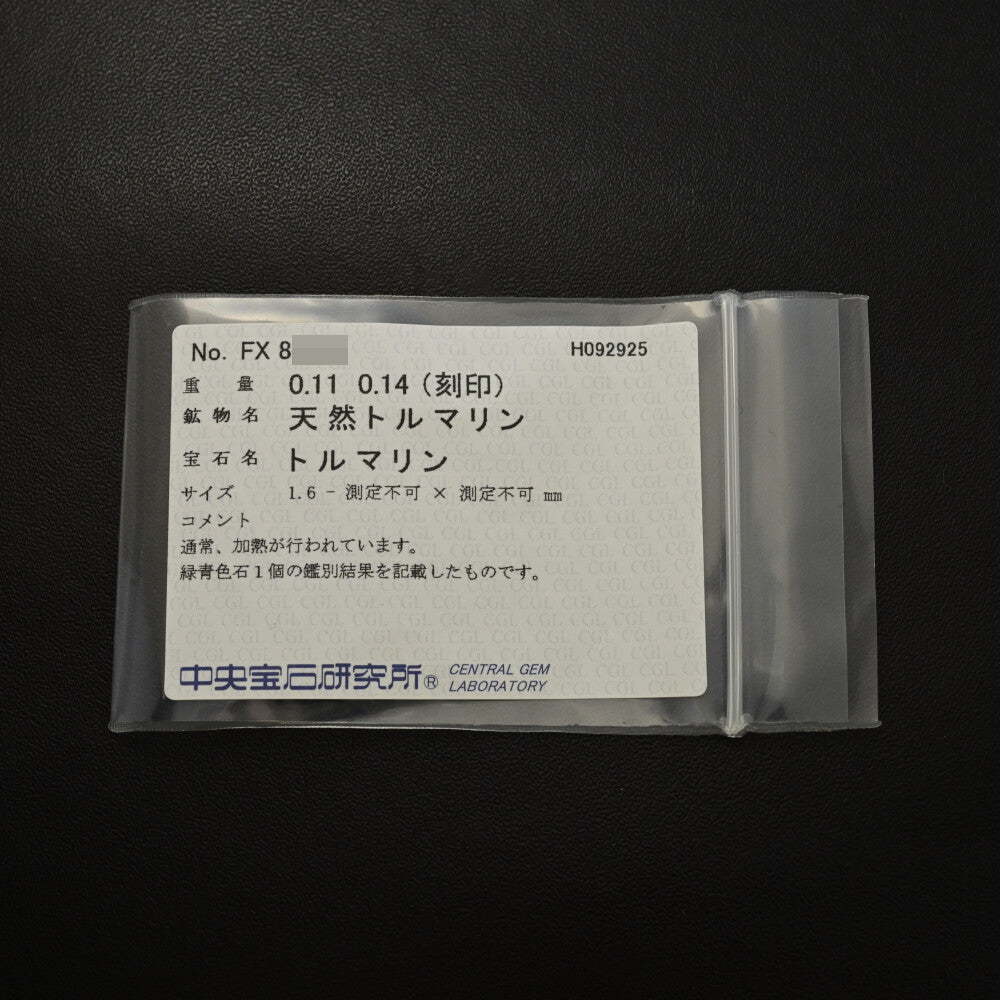 No. FX 8
H092925
重 量 0.11 0.14 (刻印)
鉱 物 名 天然トルマリン
宝 石 名 トルマリン
サイズ 1.6 - 測定不可 × 測定不可 mm
コメント
通常、加熱が行われています。
緑青色石1個の鑑別結果を記載したものです。
中央宝石研究所® CENTRAL GEM
LABORATORY